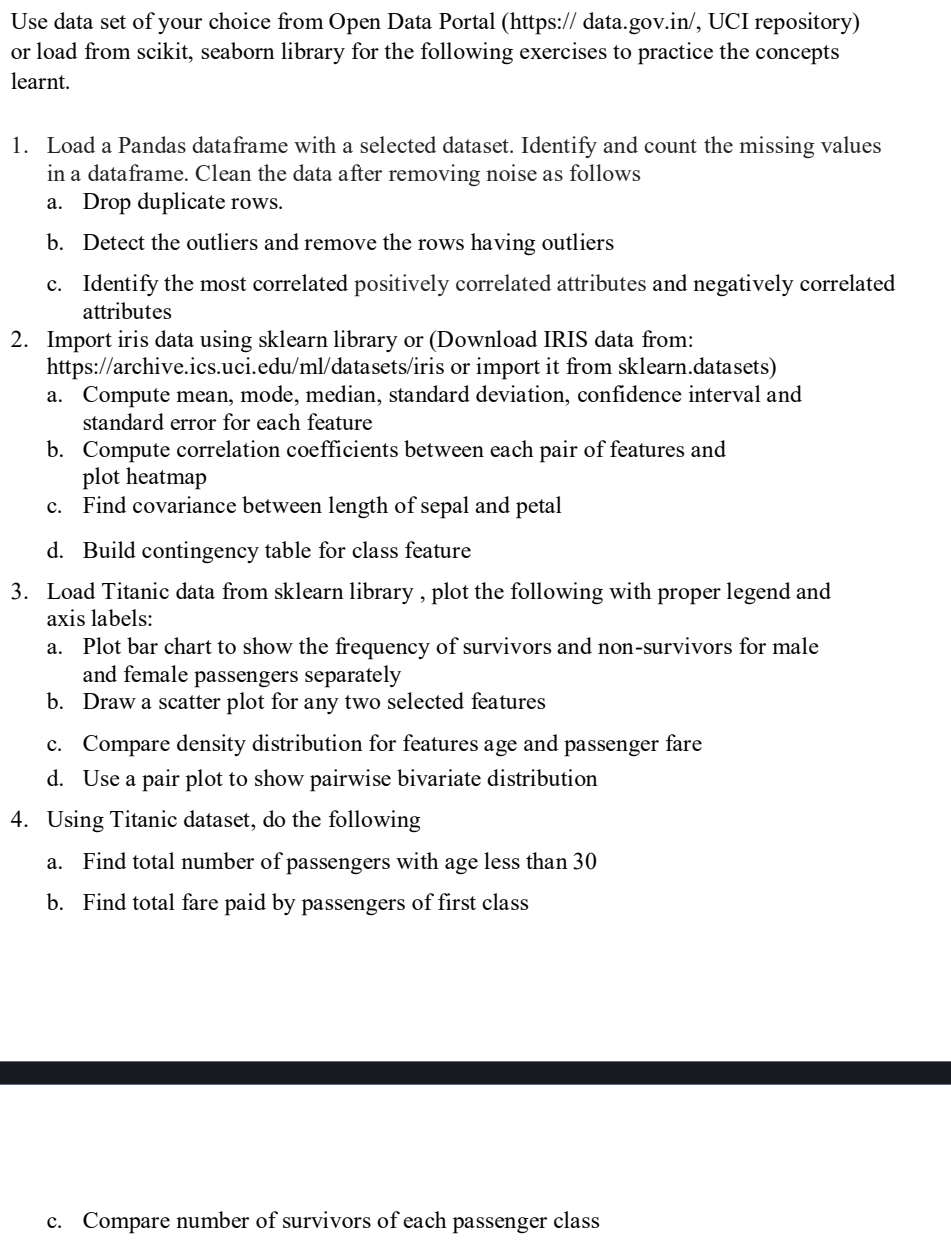 Use data set of your choice from Open Data Portal (https:// data.gov.in/, UCI repository)
or load from scikit, seaborn library for the following exercises to practice the concepts
learnt.
1. Load a Pandas dataframe with a selected dataset. Identify and count the missing values
in a dataframe. Clean the data after removing noise as follows
a. Drop duplicate rows.
b. Detect the outliers and remove the rows having outliers
c. Identify the most correlated positively correlated attributes and negatively correlated
attributes
2. Import iris data using sklearn library or (Download IRIS data from:
https://archive.ics.uci.edu/ml/datasets/iris or import it from sklearn.datasets)
a. Compute mean, mode, median, standard deviation, confidence interval and
standard error for each feature
b. Compute correlation coefficients between each pair of features and
plot heatmap
c. Find covariance between length of sepal and petal
d. Build contingency table for class feature
3. Load Titanic data from sklearn library , plot the following with proper legend and
axis labels:
a. Plot bar chart to show the frequency of survivors and non-survivors for male
and female passengers separately
b. Draw a scatter plot for any two selected features
c. Compare density distribution for features age and passenger fare
d. Use a pair plot to show pairwise bivariate distribution
4. Using Titanic dataset, do the following
a. Find total number of passengers with age less than 30
b. Find total fare paid by passengers of first class
c. Compare number of survivors of each passenger class